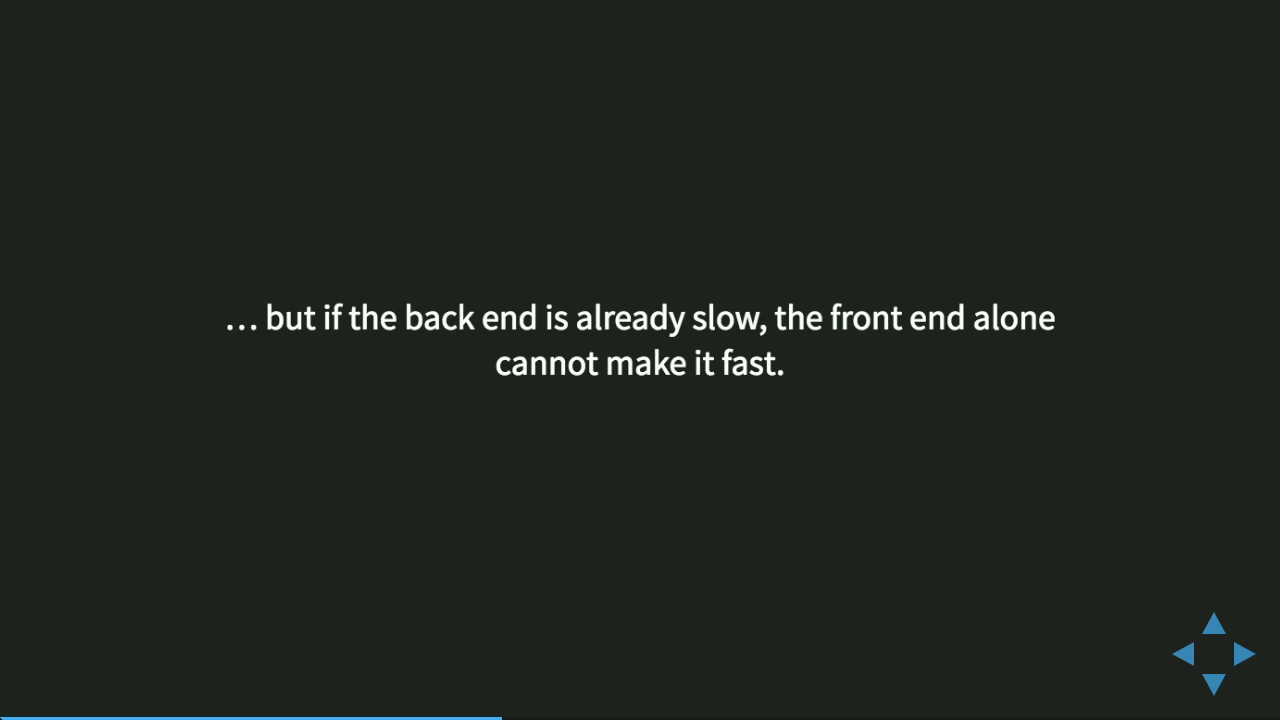 … but if the back end is already slow, the front end alone
cannot make it fast.